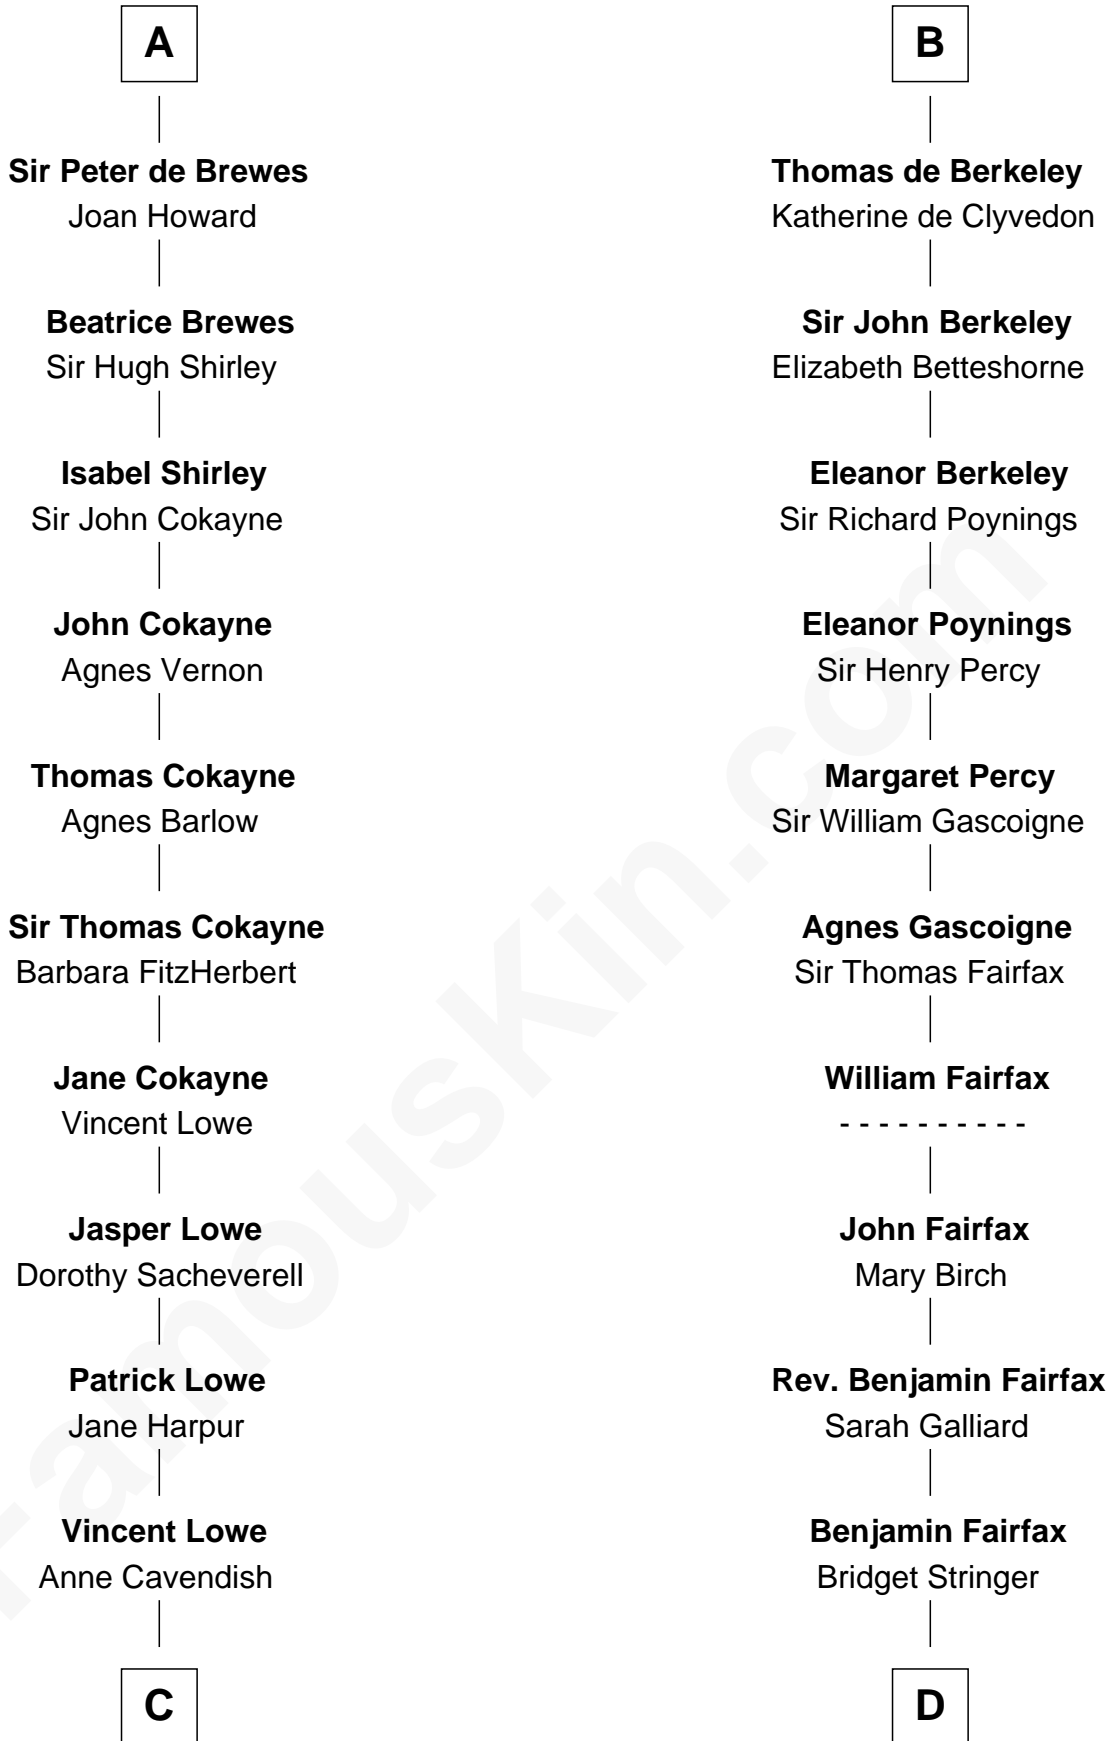 A
Sir Peter de Brewes
Joan Howard
Beatrice Brewes
Sir Hugh Shirley
Isabel Shirley
Sir John Cokayne
John Cokayne
Agnes Vernon
Thomas Cokayne
Agnes Barlow
Sir Thomas Cokayne
Barbara FitzHerbert
Jane Cokayne
Vincent Lowe
Jasper Lowe
Dorothy Sacheverell
Patrick Lowe
Jane Harpur
Vincent Lowe
Anne Cavendish
C
B
Thomas de Berkeley
Katherine de Clyvedon
Sir John Berkeley
Elizabeth Betteshorne
Eleanor Berkeley
Sir Richard Poynings
Eleanor Poynings
Sir Henry Percy
Margaret Percy
Sir William Gascoigne
Agnes Gascoigne
Sir Thomas Fairfax
William Fairfax
- - - - - - - - - -
John Fairfax
Mary Birch
Rev. Benjamin Fairfax
Sarah Galliard
Benjamin Fairfax
Bridget Stringer
D
FamousKin.com